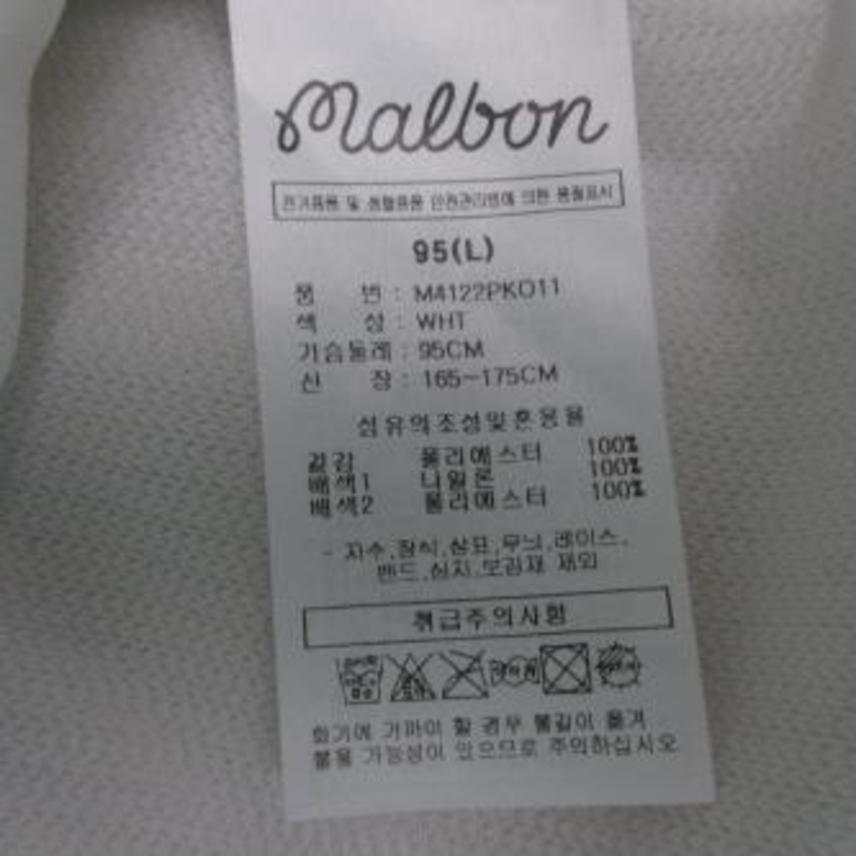 malbon
전기용품 및 생활용품 안전관리법에 의한 품질표시
95(L)
품 번 : M4122PK011
색 상 : WHT
가슴둘레 : 95CM
신 장 : 165~175CM
섬유의조성및혼용율
겉감 폴리에스터 100%
배색1 나일론 100%
배색2 폴리에스터 100%
- 자수,장식,상표,무늬,레이스,
밴드,심지,보강재 제외
취급주의사항
화기에 가까이 할 경우 불길이 옮겨
붙을 가능성이 있으므로 주의하십시오